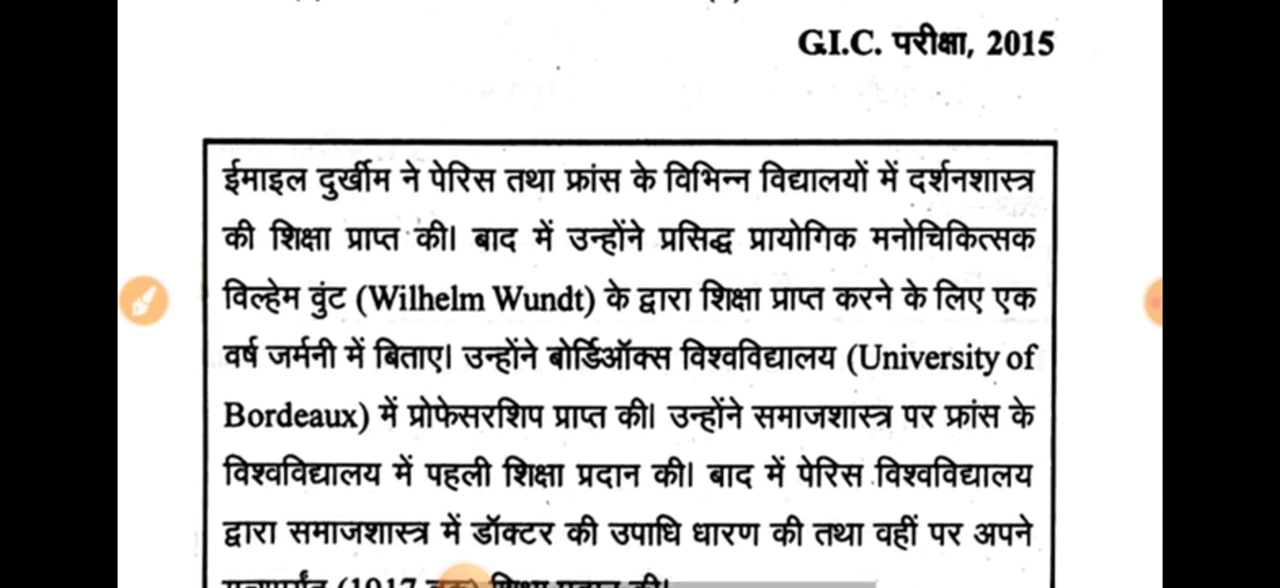 G.I.C. परीक्षा, 2015
ईमाइल दुर्खीम ने पेरिस तथा फ्रांस के विभिन्न विद्यालयों में दर्शनशास्त्र
की शिक्षा प्राप्त की। बाद में उन्होंने प्रसिद्ध प्रायोगिक मनोचिकित्सक
विल्हेम वुंट (Wilhelm Wundt) के द्वारा शिक्षा प्राप्त करने के लिए एक
वर्ष जर्मनी में बिताए। उन्होंने बोर्डिऑक्स विश्वविद्यालय (University of
Bordeaux) में प्रोफेसरशिप प्राप्त की। उन्होंने समाजशास्त्र पर फ्रांस के
विश्वविद्यालय में पहली शिक्षा प्रदान की। बाद में पेरिस विश्वविद्यालय
द्वारा समाजशास्त्र में डॉक्टर की उपाधि धारण की तथा वहीं पर अपने